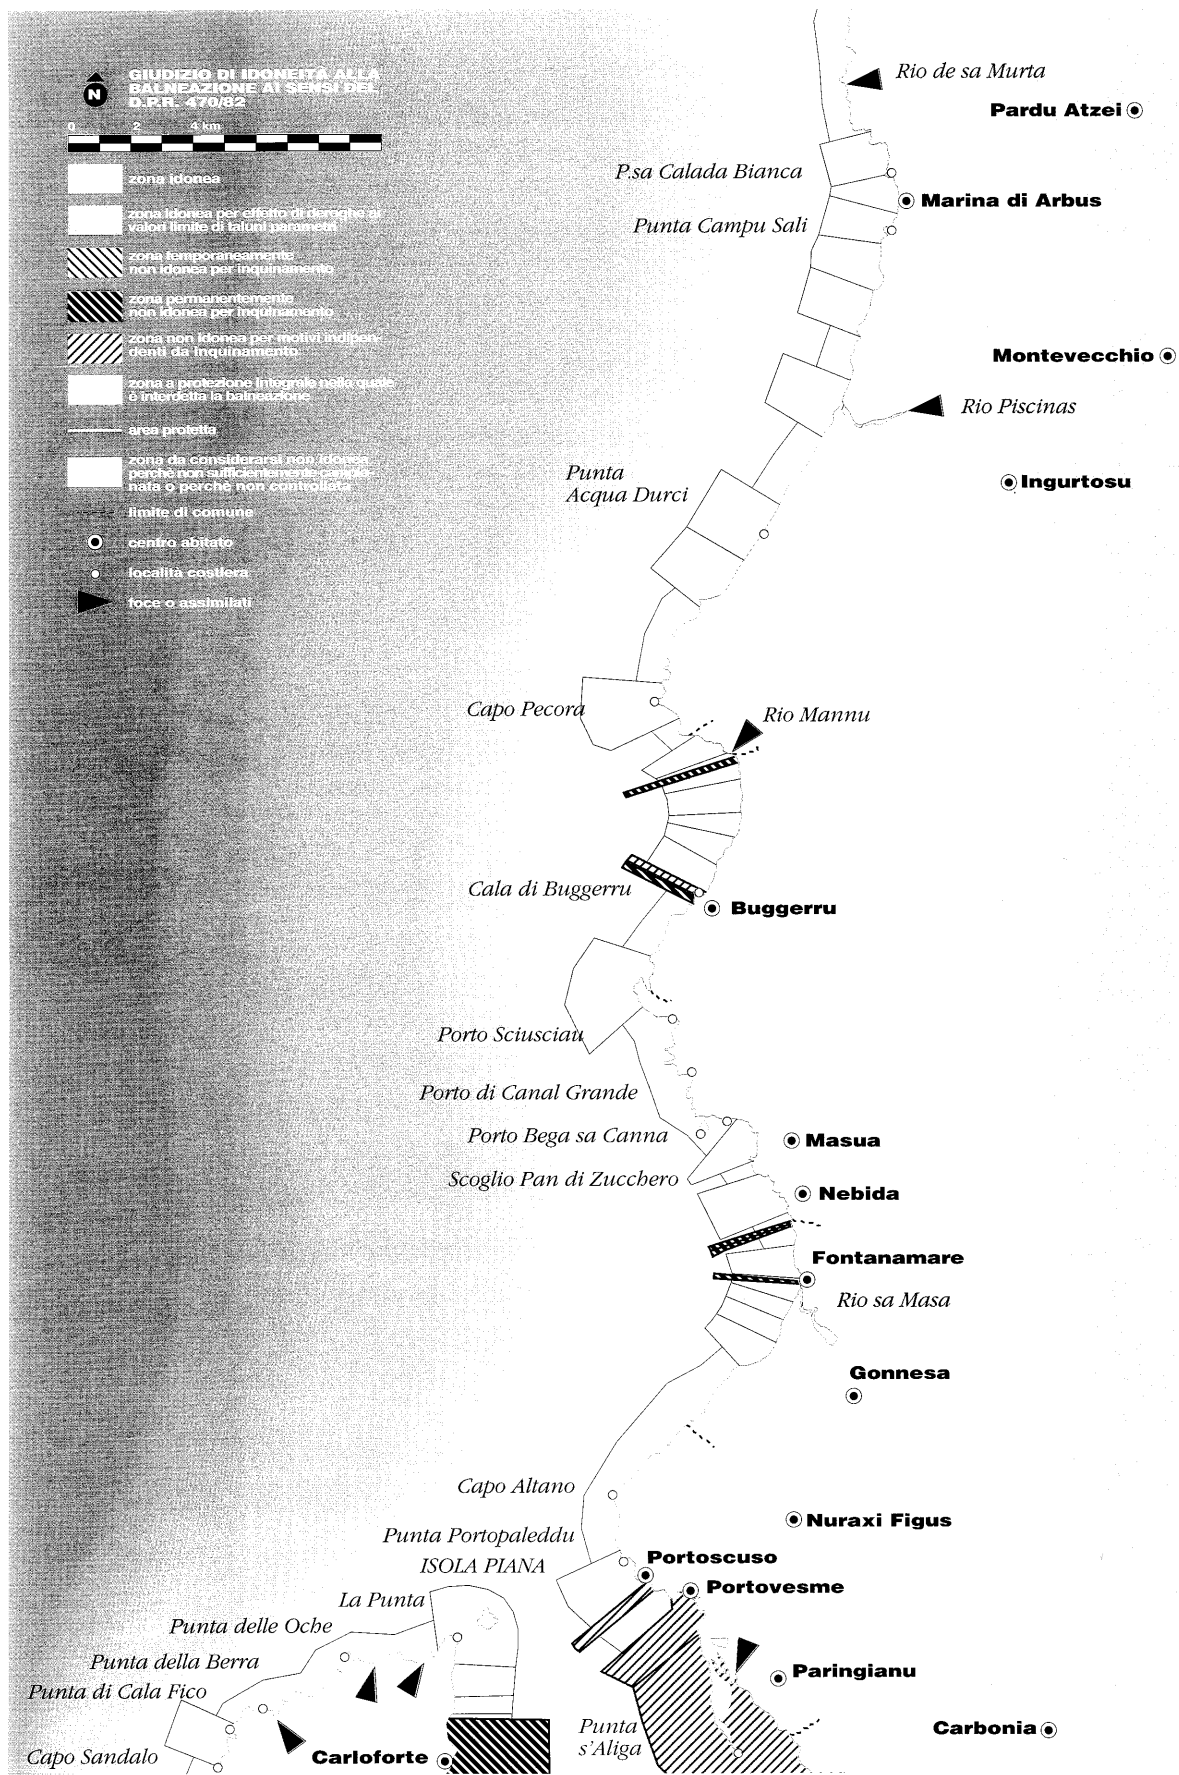 GIUDIZIO DI IDONEITÀ ALLA
BALNEAZIONE AI SENSI DEL
D.P.R. 470/82
N
0 2 4 km
zona idonea
zona idonea per effetto di deroghe ai
valori limite di taluni parametri
zona temporaneamente
non idonea per inquinamento
zona permanentemente
non idonea per inquinamento
zona non idonea per motivi indipen-
denti da inquinamento
zona a protezione integrale nella quale
è interdetta la balneazione
area protetta
zona da considerarsi non idonea
perché non sufficientemente campio-
nata o perchè non controllata
limite di comune
centro abitato
località costiera
foce o assimilati
Rio de sa Murta
Pardu Atzei
P.sa Calada Bianca
Marina di Arbus
Punta Campu Sali
Montevecchio
Rio Piscinas
Punta
Acqua Durci
Ingurtosu
Capo Pecora
Rio Mannu
Cala di Buggerru
Buggerru
Porto Sciusciau
Porto di Canal Grande
Porto Bega sa Canna
Masua
Scoglio Pan di Zucchero
Nebida
Fontanamare
Rio sa Masa
Gonnesa
Capo Altano
Nuraxi Figus
Punta Portopaleddu
Portoscuso
ISOLA PIANA
Portovesme
La Punta
Punta delle Oche
Punta della Berra
Paringianu
Punta di Cala Fico
Punta
s'Aliga
Carbonia
Capo Sandalo
Carloforte